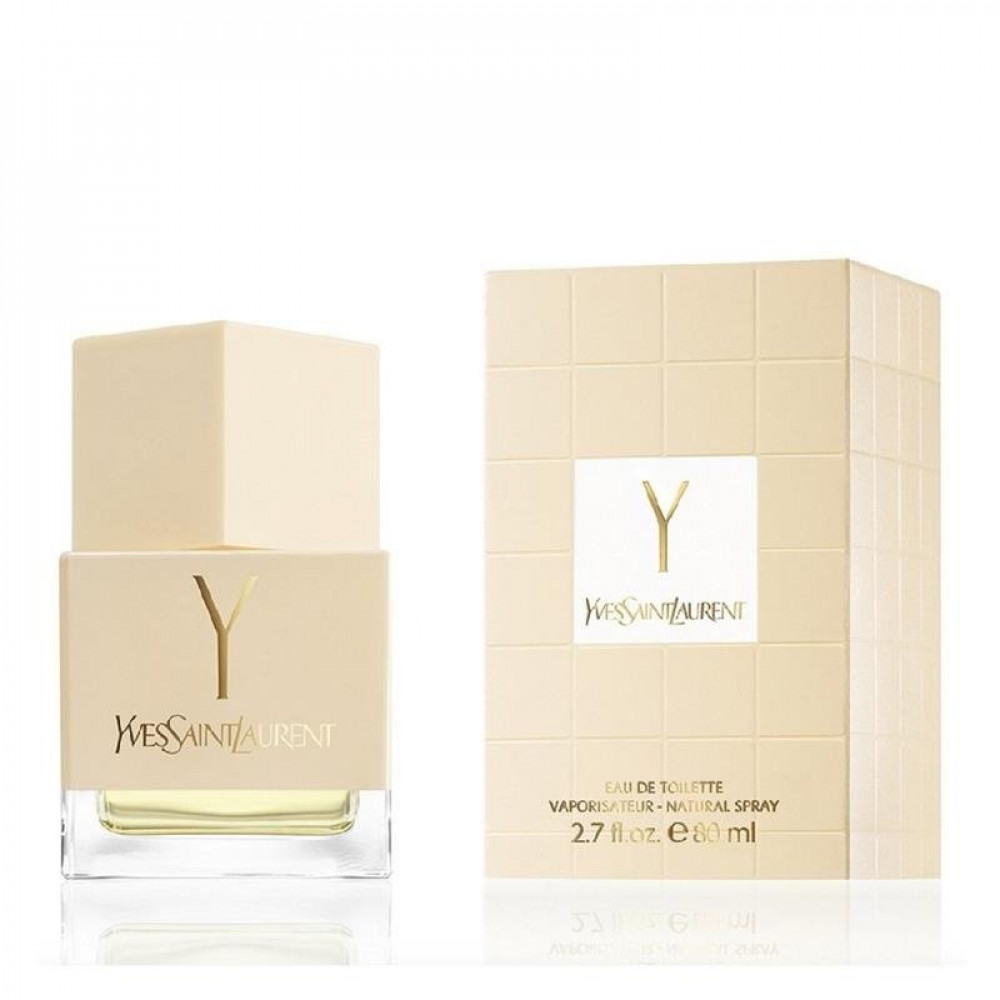 Y
YVESSAINTLAURENT
Y
YVESSAINTLAURENT
EAU DE TOILETTE
VAPORISATEUR - NATURAL SPRAY
2.7 fl.oz. e 80 ml